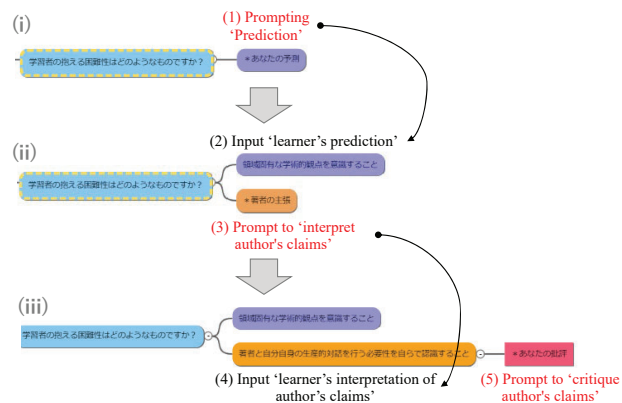 (i)
(1) Prompting
‘Prediction’
学習者の抱える困難性はどのようなものですか？
＊あなたの予測
(2) Input ‘learner’s prediction’
(ii)
領域固有な学術的観点を意識すること
学習者の抱える困難性はどのようなものですか？
＊著者の主張
(3) Prompt to ‘interpret
author's claims’
(iii)
領域固有な学術的観点を意識すること
学習者の抱える困難性はどのようなものですか？
著者と自分自身の生産的対話を行う必要性を自らで認識すること
＊あなたの批評
(4) Input ‘learner’s interpretation of
author’s claims’
(5) Prompt to ‘critique
author's claims’